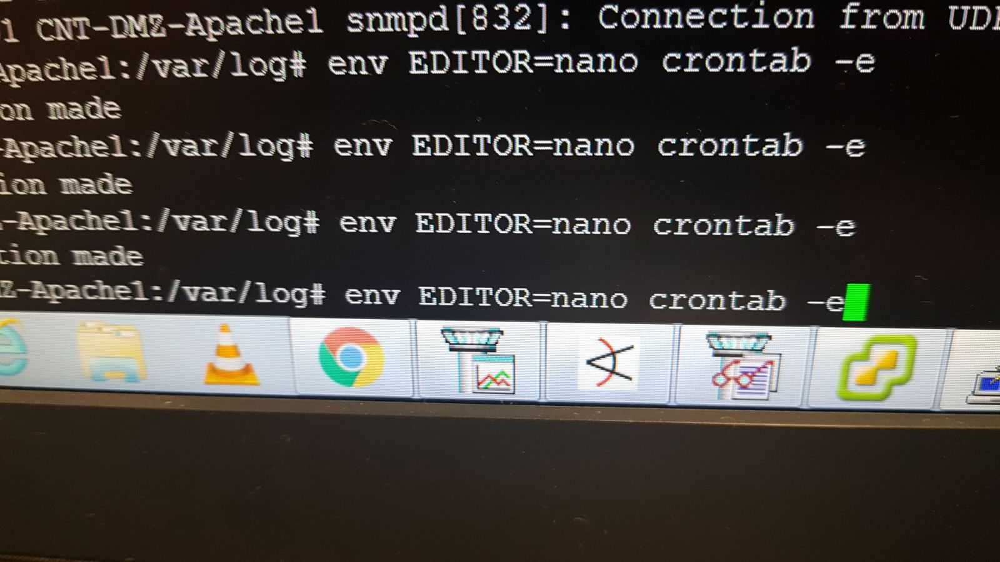 1 CNT-DMZ-Apache1 snmpd[832]: Connection from UD
Apache1:/var/log# env EDITOR=nano crontab -e
on made
-Apache1:/var/log# env EDITOR=nano crontab -e
ion made
-Apache1:/var/log# env EDITOR=nano crontab -e
tion made
Z-Apache1:/var/log# env EDITOR=nano crontab -e